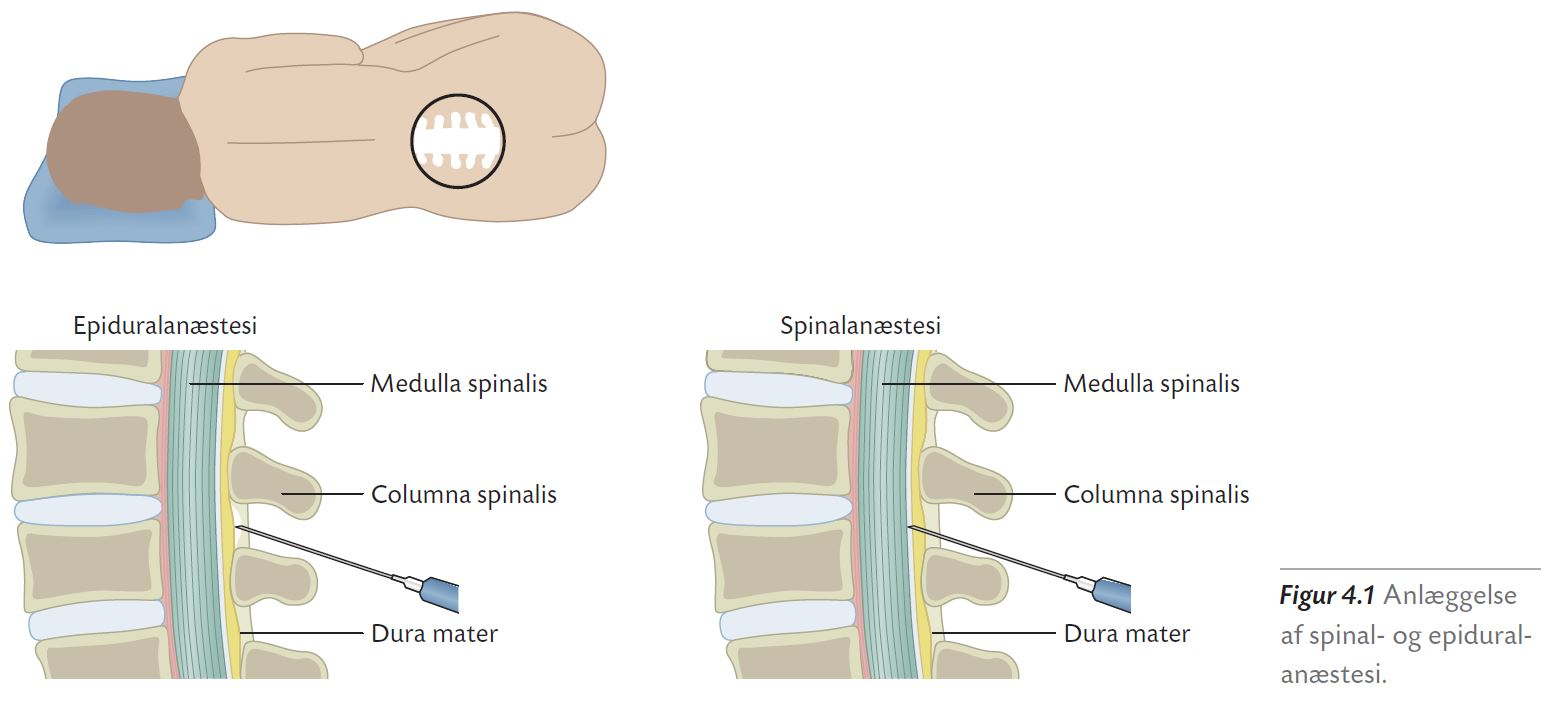 Epiduralanæstesi
Medulla spinalis
Columna spinalis
Dura mater
Spinalanæstesi
Medulla spinalis
Columna spinalis
Dura mater
Figur 4.1 Anlæggelse
af spinal- og epidural-
anæstesi.